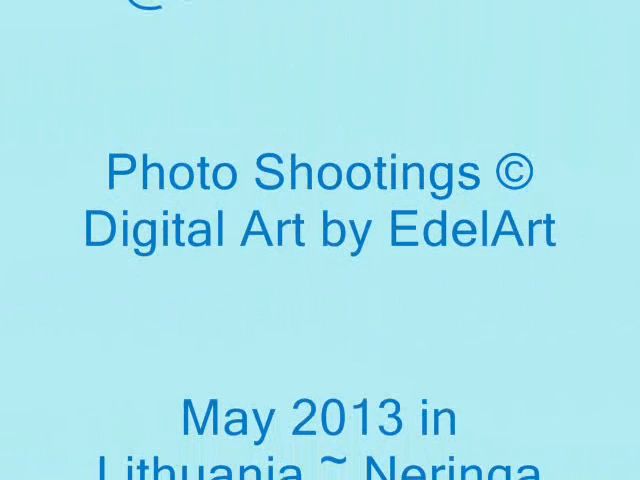 Photo Shootings ©
Digital Art by EdelArt
May 2013 in
Lithuania ~ Neringa